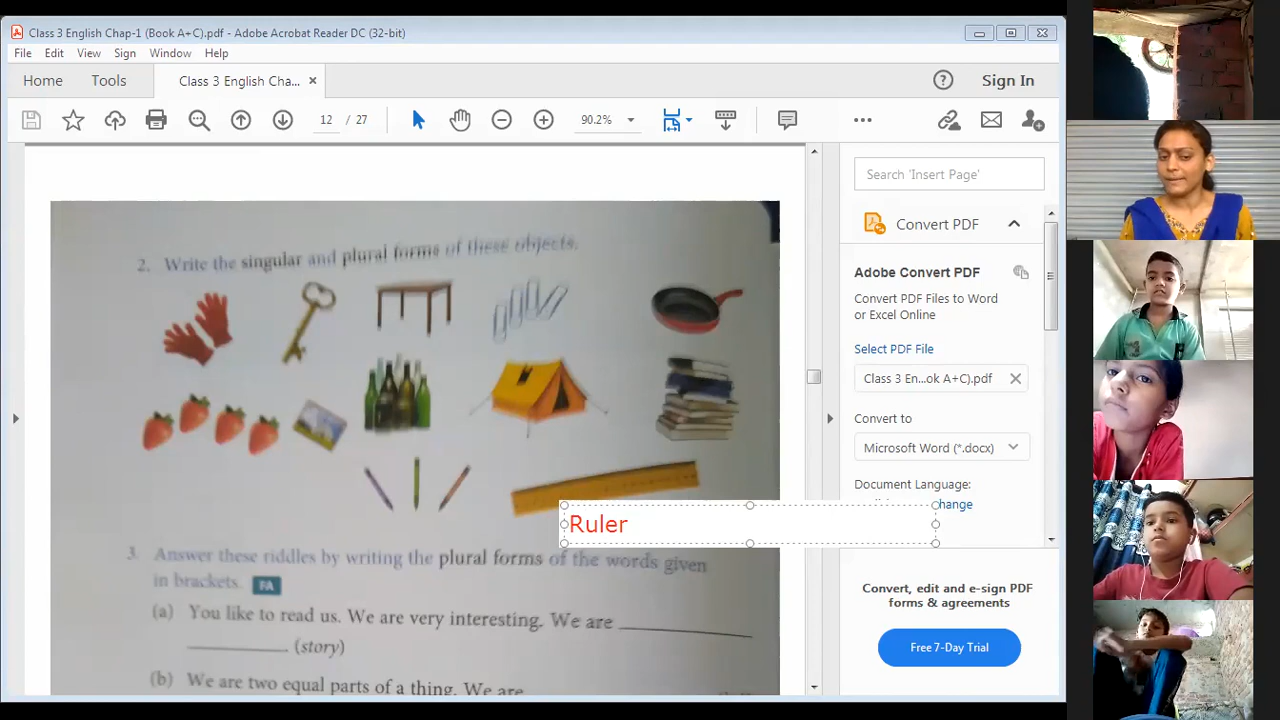 Class 3 English Chap-1 (Book A+C).pdf - Adobe Acrobat Reader DC (32-bit)
File Edit View Sign Window Help
Home Tools Class 3 English Cha... × Sign In
12 / 27 90.2%
Search 'Insert Page'
Convert PDF
Adobe Convert PDF
Convert PDF Files to Word
or Excel Online
Select PDF File
Class 3 En...ok A+C).pdf
Convert to
Microsoft Word (*.docx)
Document Language:
hange
Convert, edit and e-sign PDF
forms & agreements
Free 7-Day Trial
2. Write the singular and plural forms of these objects.
Ruler
3. Answer these riddles by writing the plural forms of the words given
in brackets. FA
(a) You like to read us. We are very interesting. We are ____________
__________. (story)
(b) We are two equal parts of a thing. We are